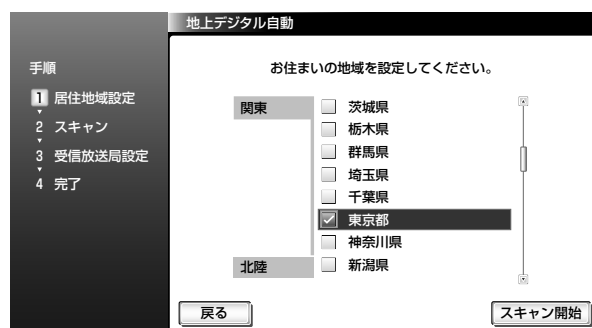 地上デジタル自動
手順
1 居住地域設定
2 スキャン
3 受信放送局設定
4 完了
お住まいの地域を設定してください。
関東
茨城県
栃木県
群馬県
埼玉県
千葉県
東京都
神奈川県
北陸
新潟県
戻る
スキャン開始